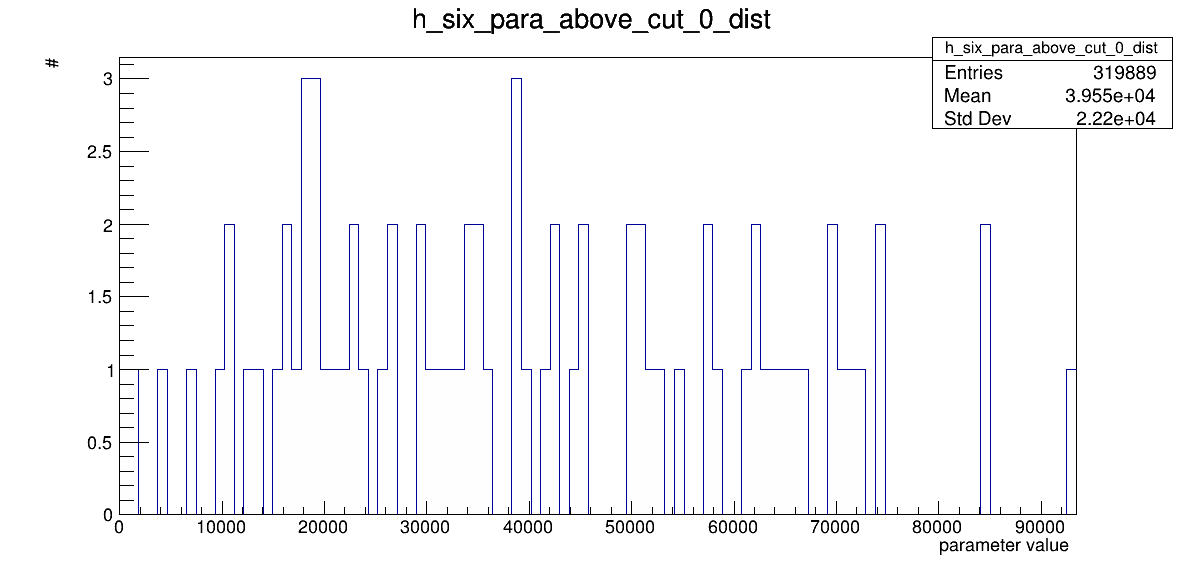 h_six_para_above_cut_0_dist
#
h_six_para_above_cut_0_dist
Entries 319889
Mean 3.955e+04
Std Dev 2.22e+04
3
2.5
2
1.5
1
0.5
0
0 10000 20000 30000 40000 50000 60000 70000 80000 90000
parameter value